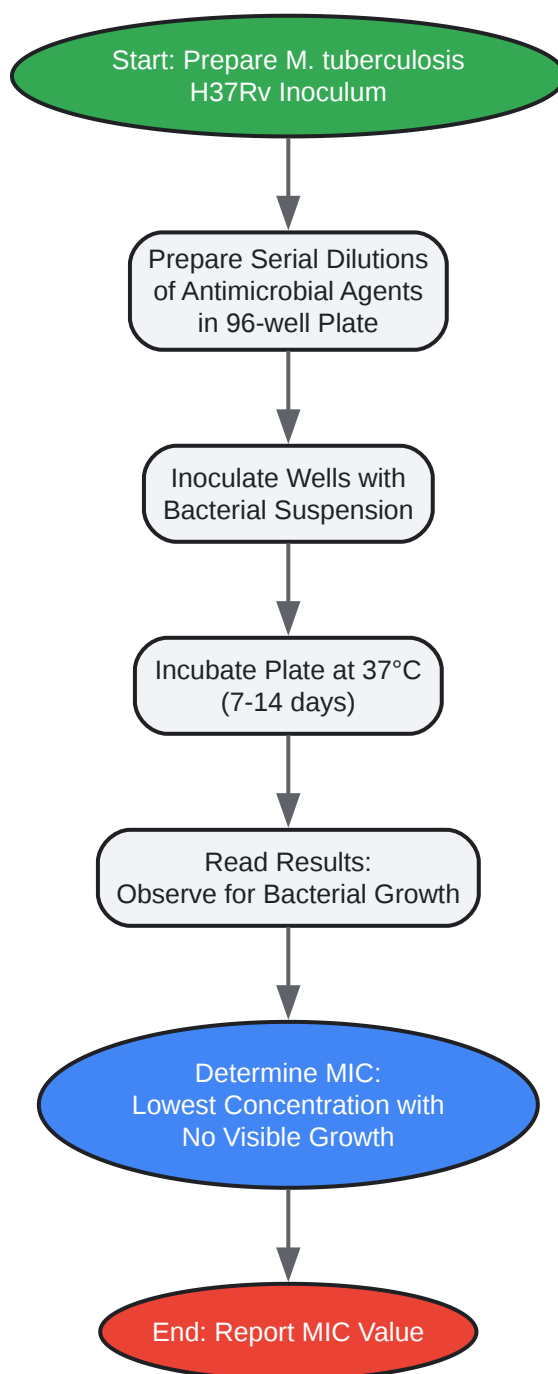 Start: Prepare M. tuberculosis
H37Rv Inoculum
Prepare Serial Dilutions
of Antimicrobial Agents
in 96-well Plate
Inoculate Wells with
Bacterial Suspension
Incubate Plate at 37°C
(7-14 days)
Read Results:
Observe for Bacterial Growth
Determine MIC:
Lowest Concentration with
No Visible Growth
End: Report MIC Value